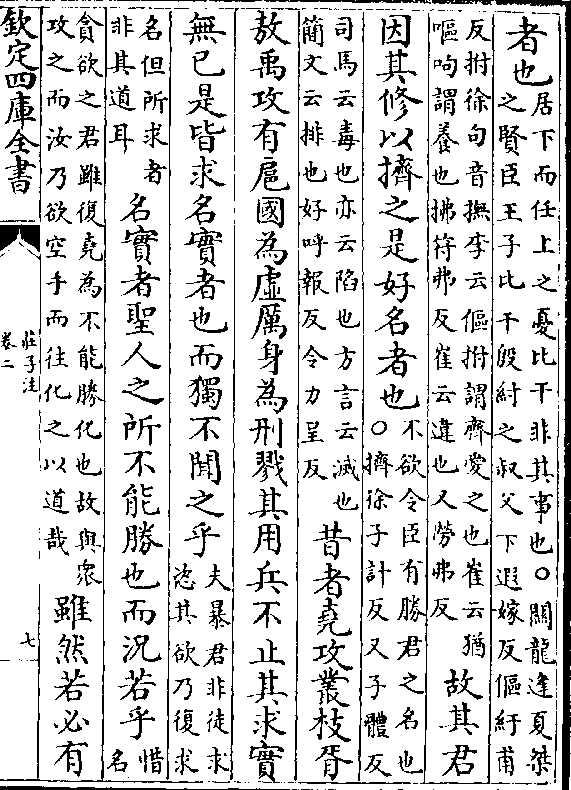 者也居下而任上之憂比干非其事也○關龍逢夏桀
之賢臣王子比干殷紂之叔父下遐嫁反傴紆甫
反拊徐句音撫李云傴拊謂齊愛之也崔云猶
嘔呴謂養也拂符弗反崔云違也又勞弗反故其君
因其修以擠之是好名者也不欲令臣有勝君之名也
○擠徐子計反又子體反
司馬云毒也亦云陷也方言云滅也
簡文云排也好呼報反令力呈反昔者堯攻叢枝胥
敖禹攻有扈國為虛厲身為刑戮其用兵不止其求實
無已是皆求名實者也而獨不聞之乎夫暴君非徒求
恣其欲乃復求
名但所求者
非其道耳名實者聖人之所不能勝也而況若乎惜
名
貪欲之君雖復堯為不能勝化也故與衆
攻之而汝乃欲空手而往化之以道哉雖然若必有
欽定四庫全書
莊子注
卷二
七